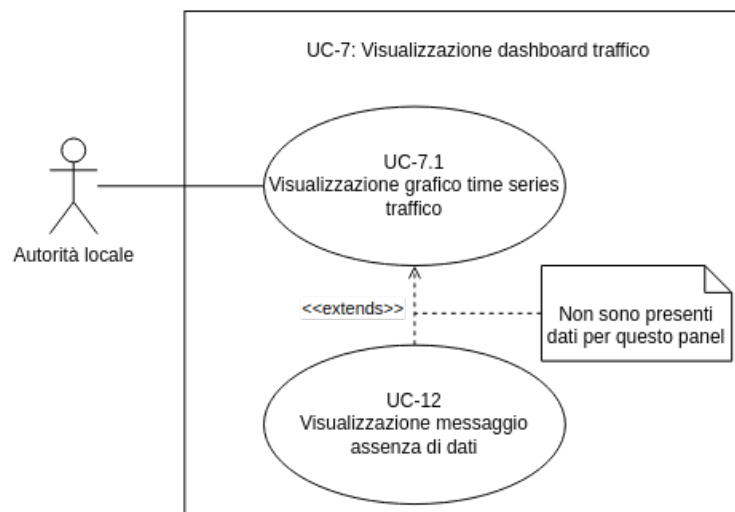 UC-7: Visualizzazione dashboard traffico
UC-7.1
Visualizzazione grafico time series
traffico
Autorità locale
<<extends>>
Non sono presenti
dati per questo panel
UC-12
Visualizzazione messaggio
assenza di dati